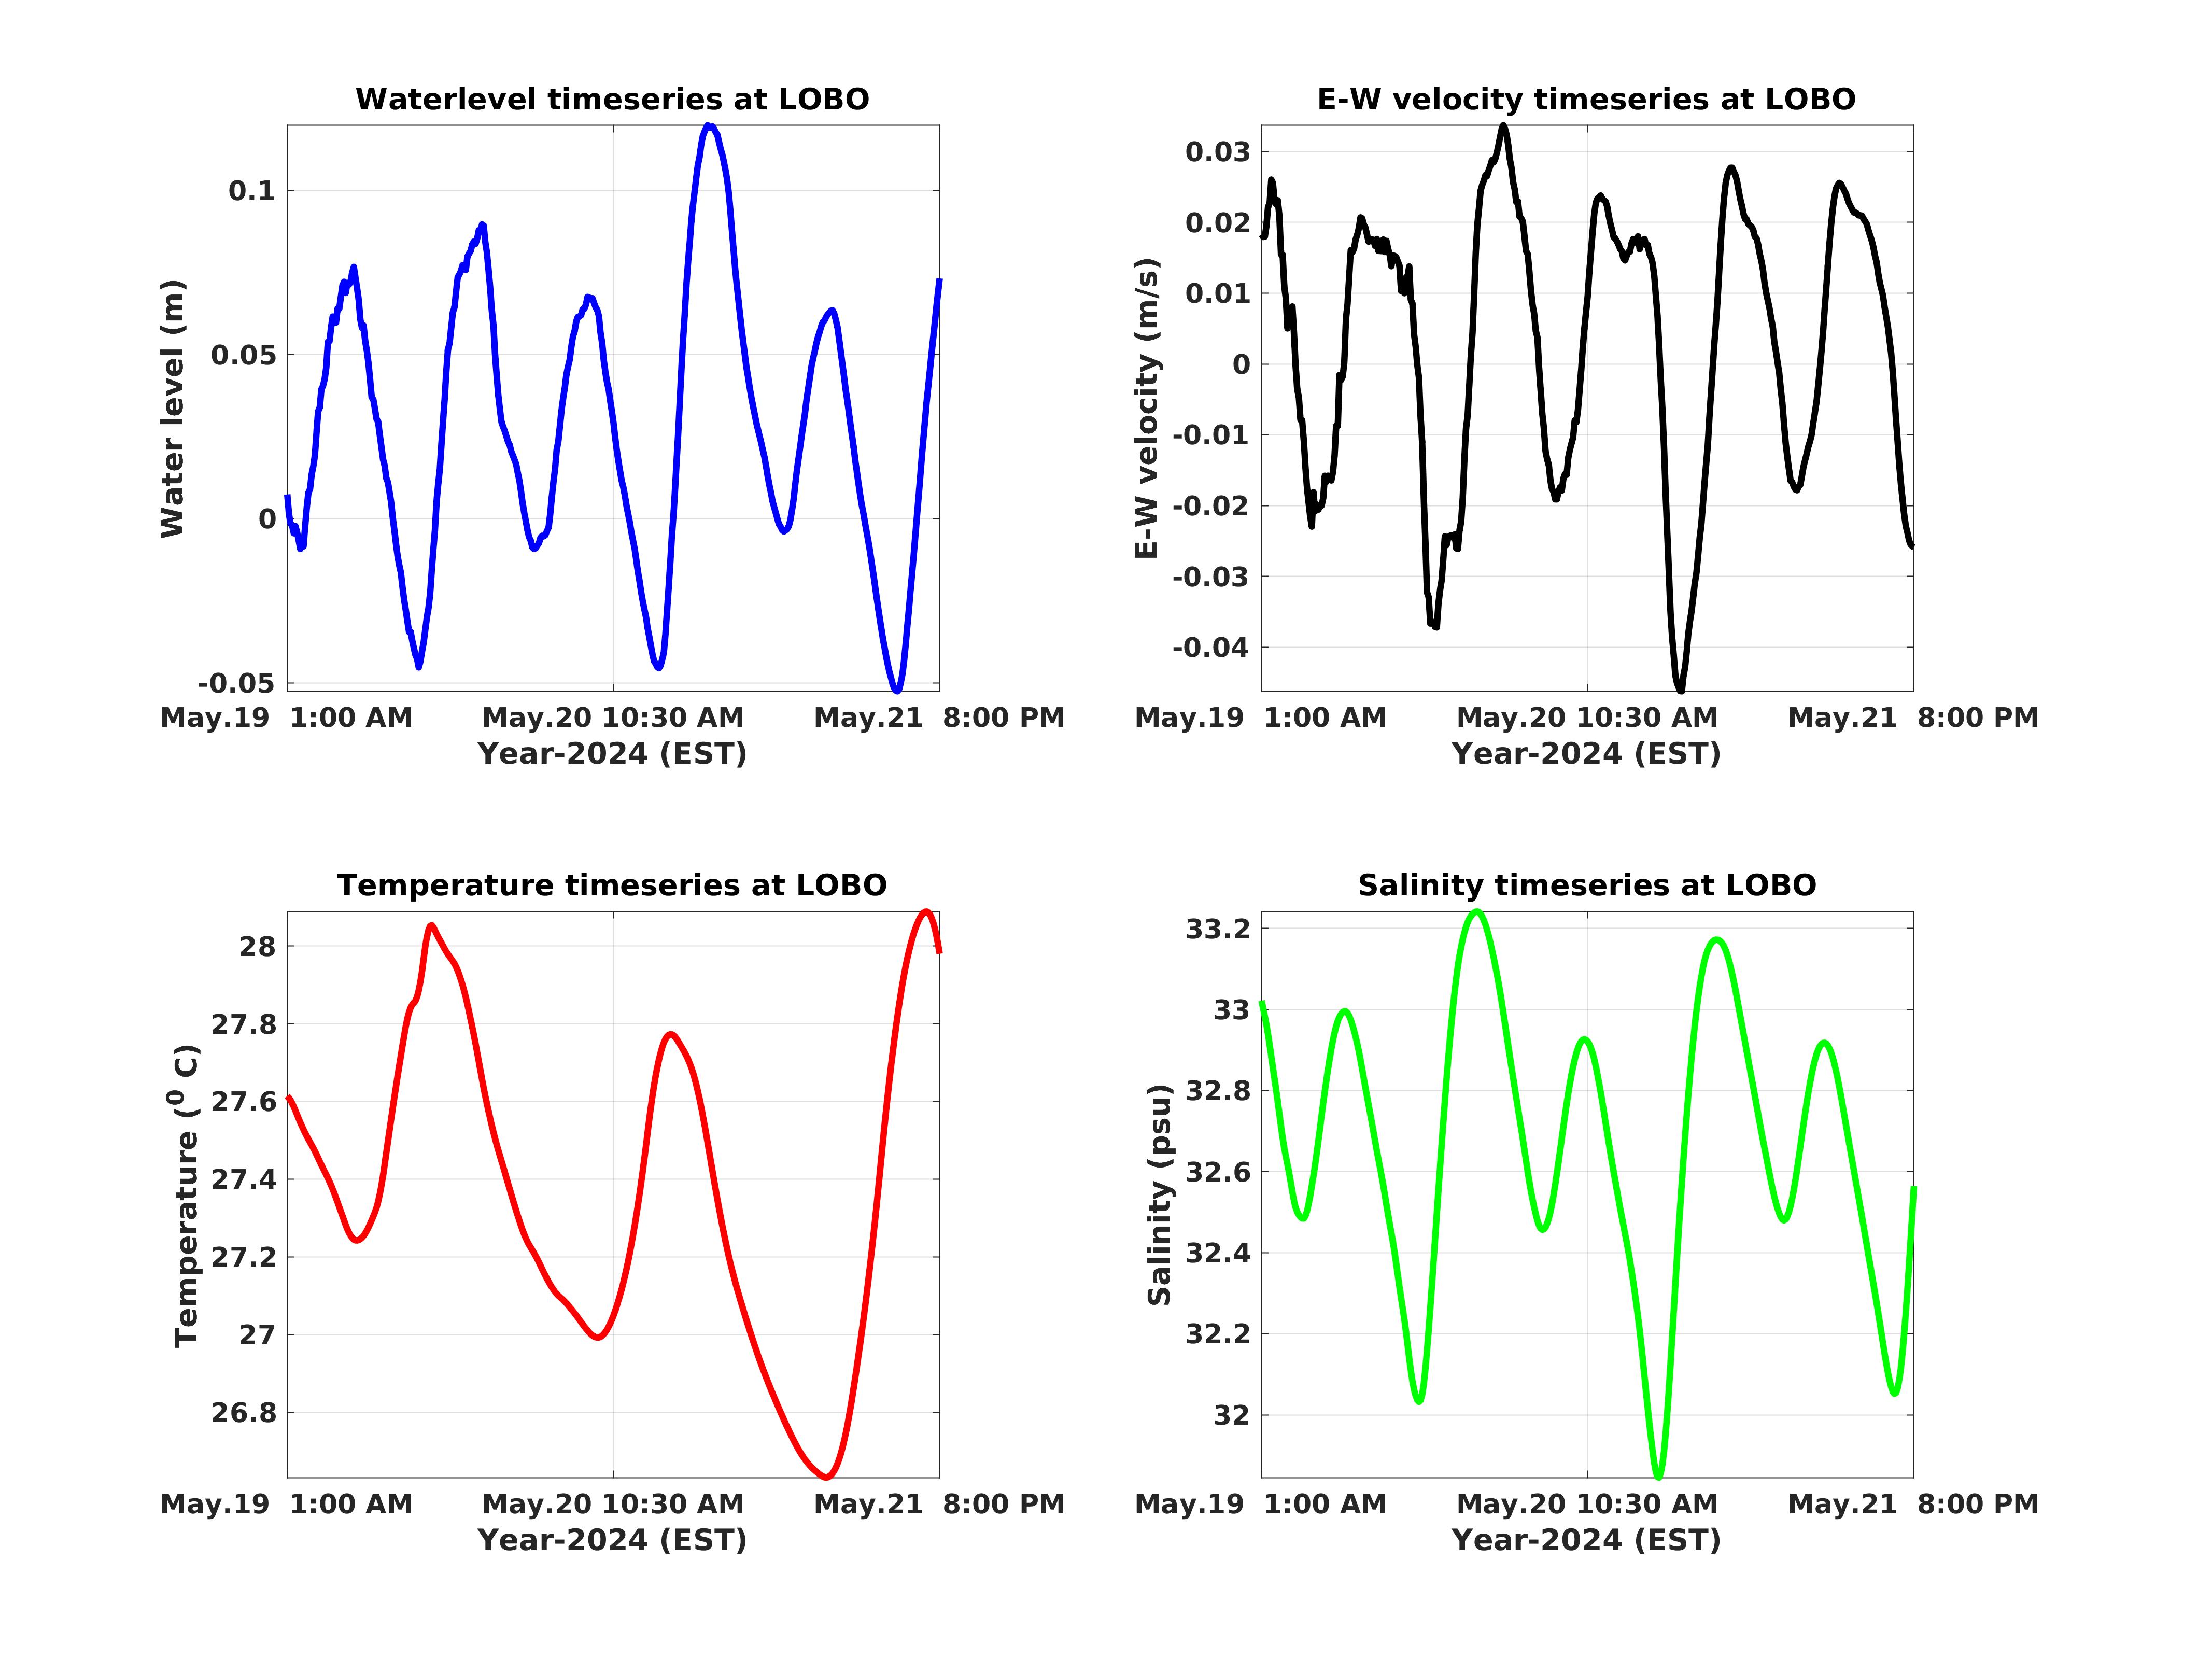 Waterlevel timeseries at LOBO
0.1
0.05
0
-0.05
Water level (m)
May.19 1:00 AM
May.20 10:30 AM
May.21 8:00 PM
Year-2024 (EST)
E-W velocity timeseries at LOBO
0.03
0.02
0.01
0
-0.01
-0.02
-0.03
-0.04
E-W velocity (m/s)
May.19 1:00 AM
May.20 10:30 AM
May.21 8:00 PM
Year-2024 (EST)
Temperature timeseries at LOBO
28
27.8
27.6
27.4
27.2
27
26.8
Temperature (⁰ C)
May.19 1:00 AM
May.20 10:30 AM
May.21 8:00 PM
Year-2024 (EST)
Salinity timeseries at LOBO
33.2
33
32.8
32.6
32.4
32.2
32
Salinity (psu)
May.19 1:00 AM
May.20 10:30 AM
May.21 8:00 PM
Year-2024 (EST)